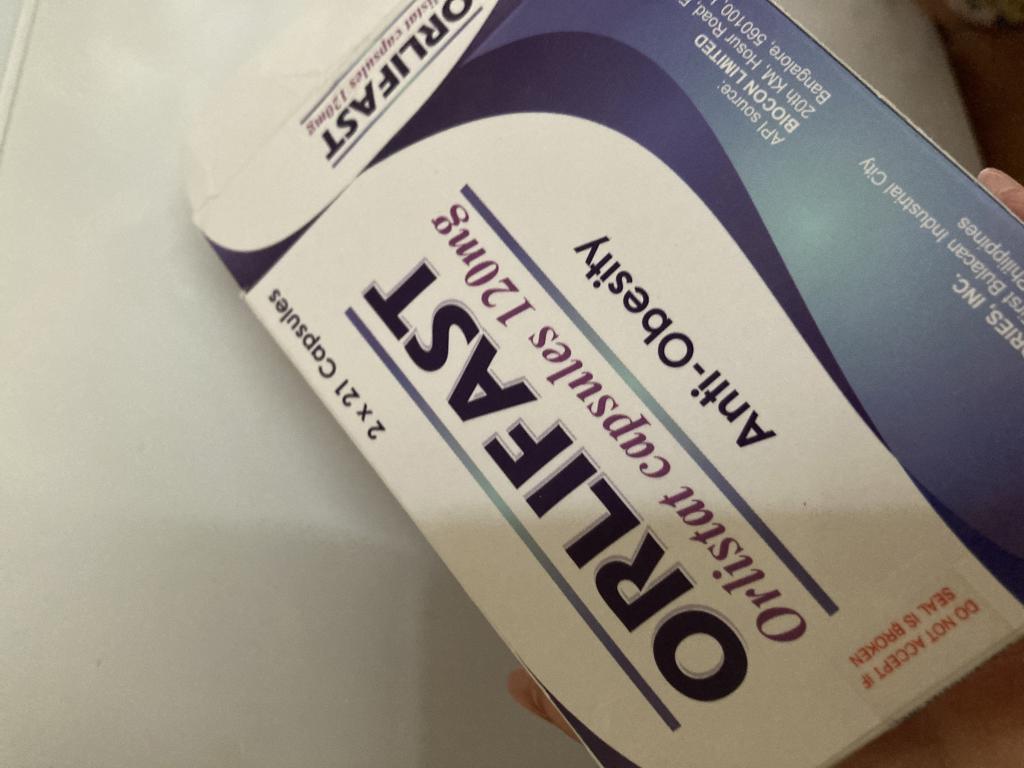 ORLIFAST
listat capsules 120mg
2 x 21 Capsules
ORLIFAST
Orlistat capsules 120mg
Anti-Obesity
DO NOT ACCEPT IF
SEAL IS BROKEN
API source:
BIOCON LIMITED
20th KM, Hosur Road,
Bangalore, 560100,
RIES, INC.
First Bulacan Industrial City
Philippines